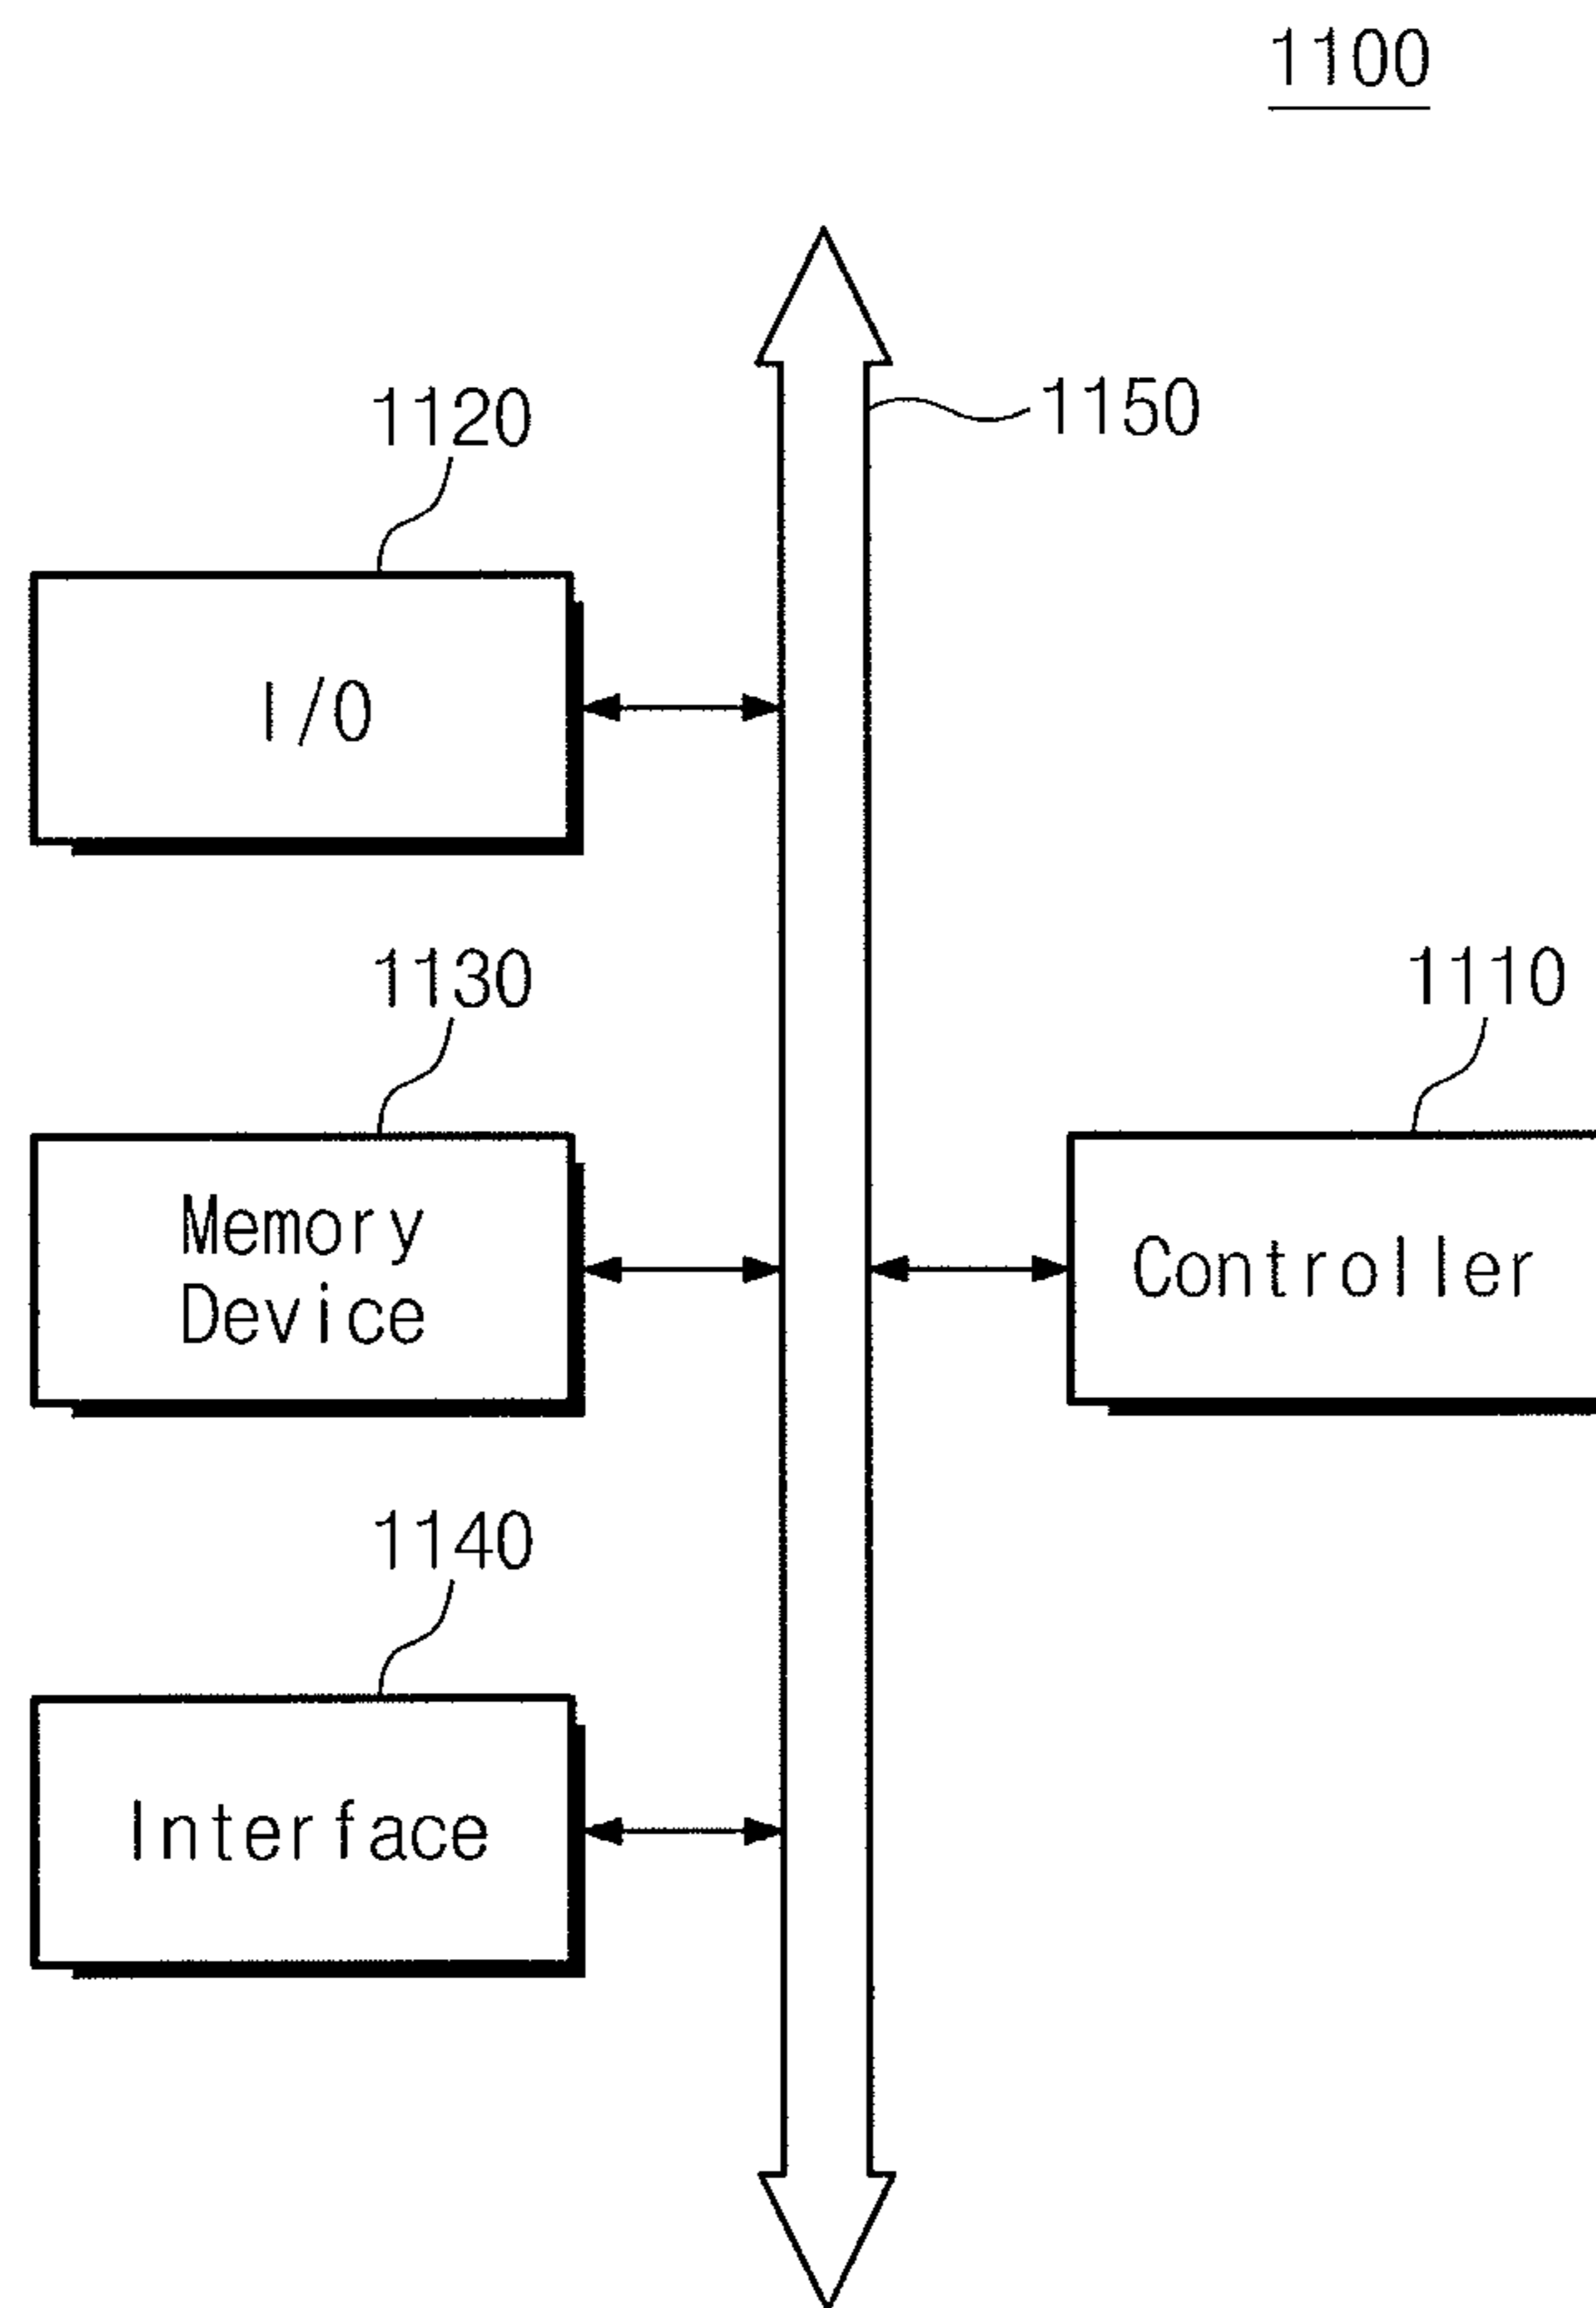 1100
1150
1120
I/O
1130
1110
Memory
Device
Controller
1140
Interface